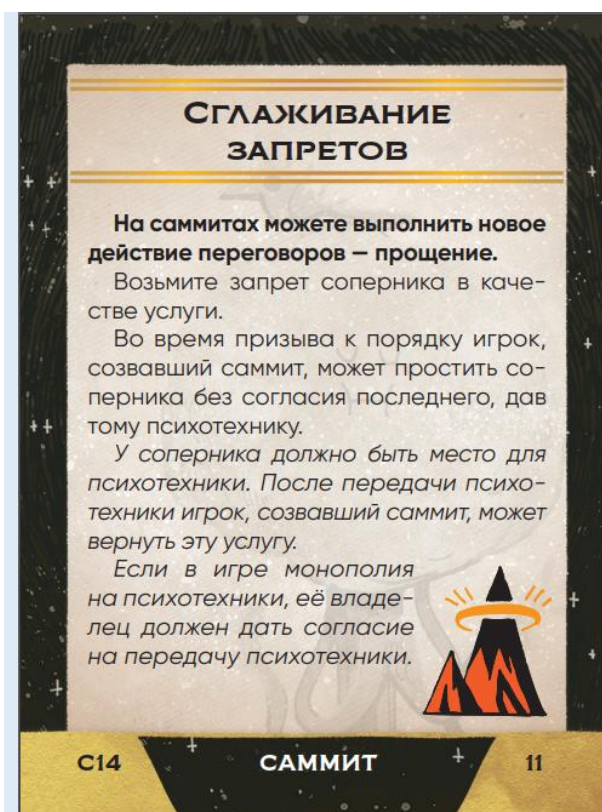 Сглаживание
запретов
На саммитах можете выполнить новое
действие переговоров — прощение.
Возьмите запрет соперника в каче-
стве услуги.
Во время призыва к порядку игрок,
созвавший саммит, может простить со-
перника без согласия последнего, дав
тому психотехнику.
У соперника должно быть место для
психотехники. После передачи психо-
техники игрок, созвавший саммит, может
вернуть эту услугу.
Если в игре монополия
на психотехники, её владе-
лец должен дать согласие
на передачу психотехники.
С14
САММИТ
11